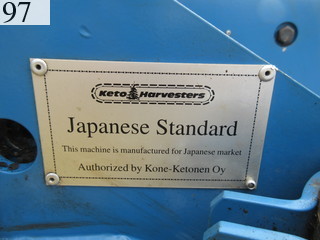 97
Keto Harvesters
Japanese Standard
This machine is manufactured for Japanese market
Authorized by Kone-Ketonen Oy